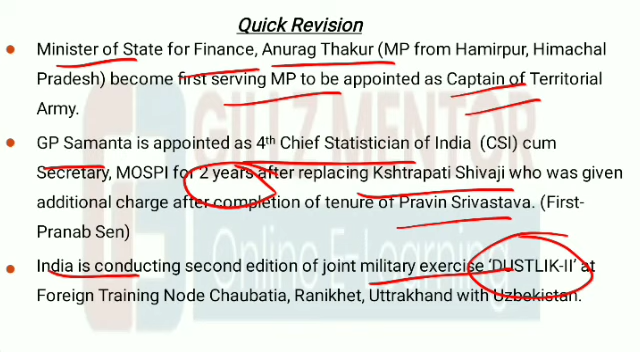 Quick Revision
• Minister of State for Finance, Anurag Thakur (MP from Hamirpur, Himachal
Pradesh) become first serving MP to be appointed as Captain of Territorial
Army.
• GP Samanta is appointed as 4th Chief Statistician of India (CSI) cum
Secretary, MOSPI for 2 years after replacing Kshtrapati Shivaji who was given
additional charge after completion of tenure of Pravin Srivastava. (First-
Pranab Sen)
• India is conducting second edition of joint military exercise ‘DUSTLIK-II’ at
Foreign Training Node Chaubatia, Ranikhet, Uttrakhand with Uzbekistan.
GILLZ MENTOR
Online E-Learning